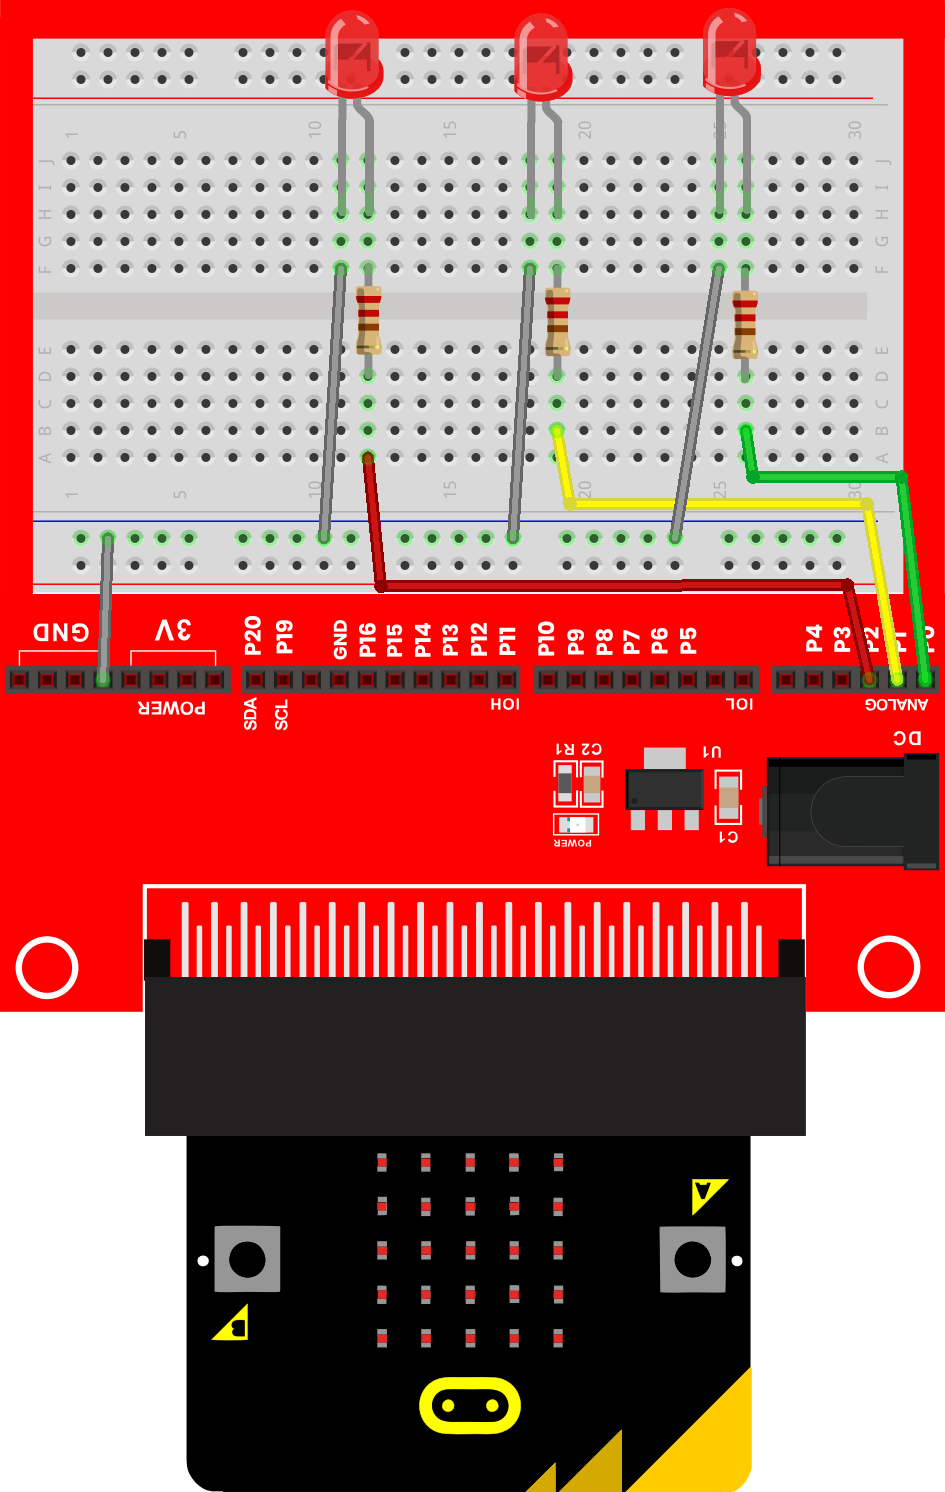 1 5 10 15 20 25 30
J J
I I
H H
G G
F F
E E
D D
C C
B B
A A
1 5 10 15 20 25 30
GND 3V P20 P19 GND P16 P15 P14 P13 P12 P11 P10 P9 P8 P7 P6 P5 P4 P3 P2 P1 P0
POWER SDA SCL IOH IOL ANALOG
DC
C2 R1 U1
POWER C1
A
B